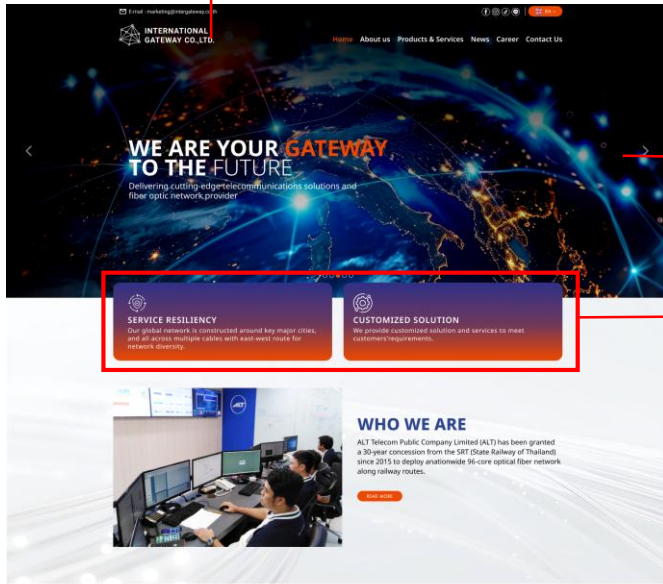 E-mail : marketing@intergateway.co.th
EN
INTERNATIONAL
GATEWAY CO.,LTD.
Home About us Products & Services News Career Contact Us
WE ARE YOUR GATEWAY
TO THE FUTURE
Delivering cutting-edge telecommunications solutions and
fiber optic network provider
SERVICE RESILIENCY
Our global network is constructed around key major cities,
and all across multiple cables with east-west route for
network diversity.
CUSTOMIZED SOLUTION
We provide customized solution and services to meet
customers'requirements.
ALT
WHO WE ARE
ALT Telecom Public Company Limited (ALT) has been granted
a 30-year concession from the SRT (State Railway of Thailand)
since 2015 to deploy anationwide 96-core optical fiber network
along railway routes.
READ MORE